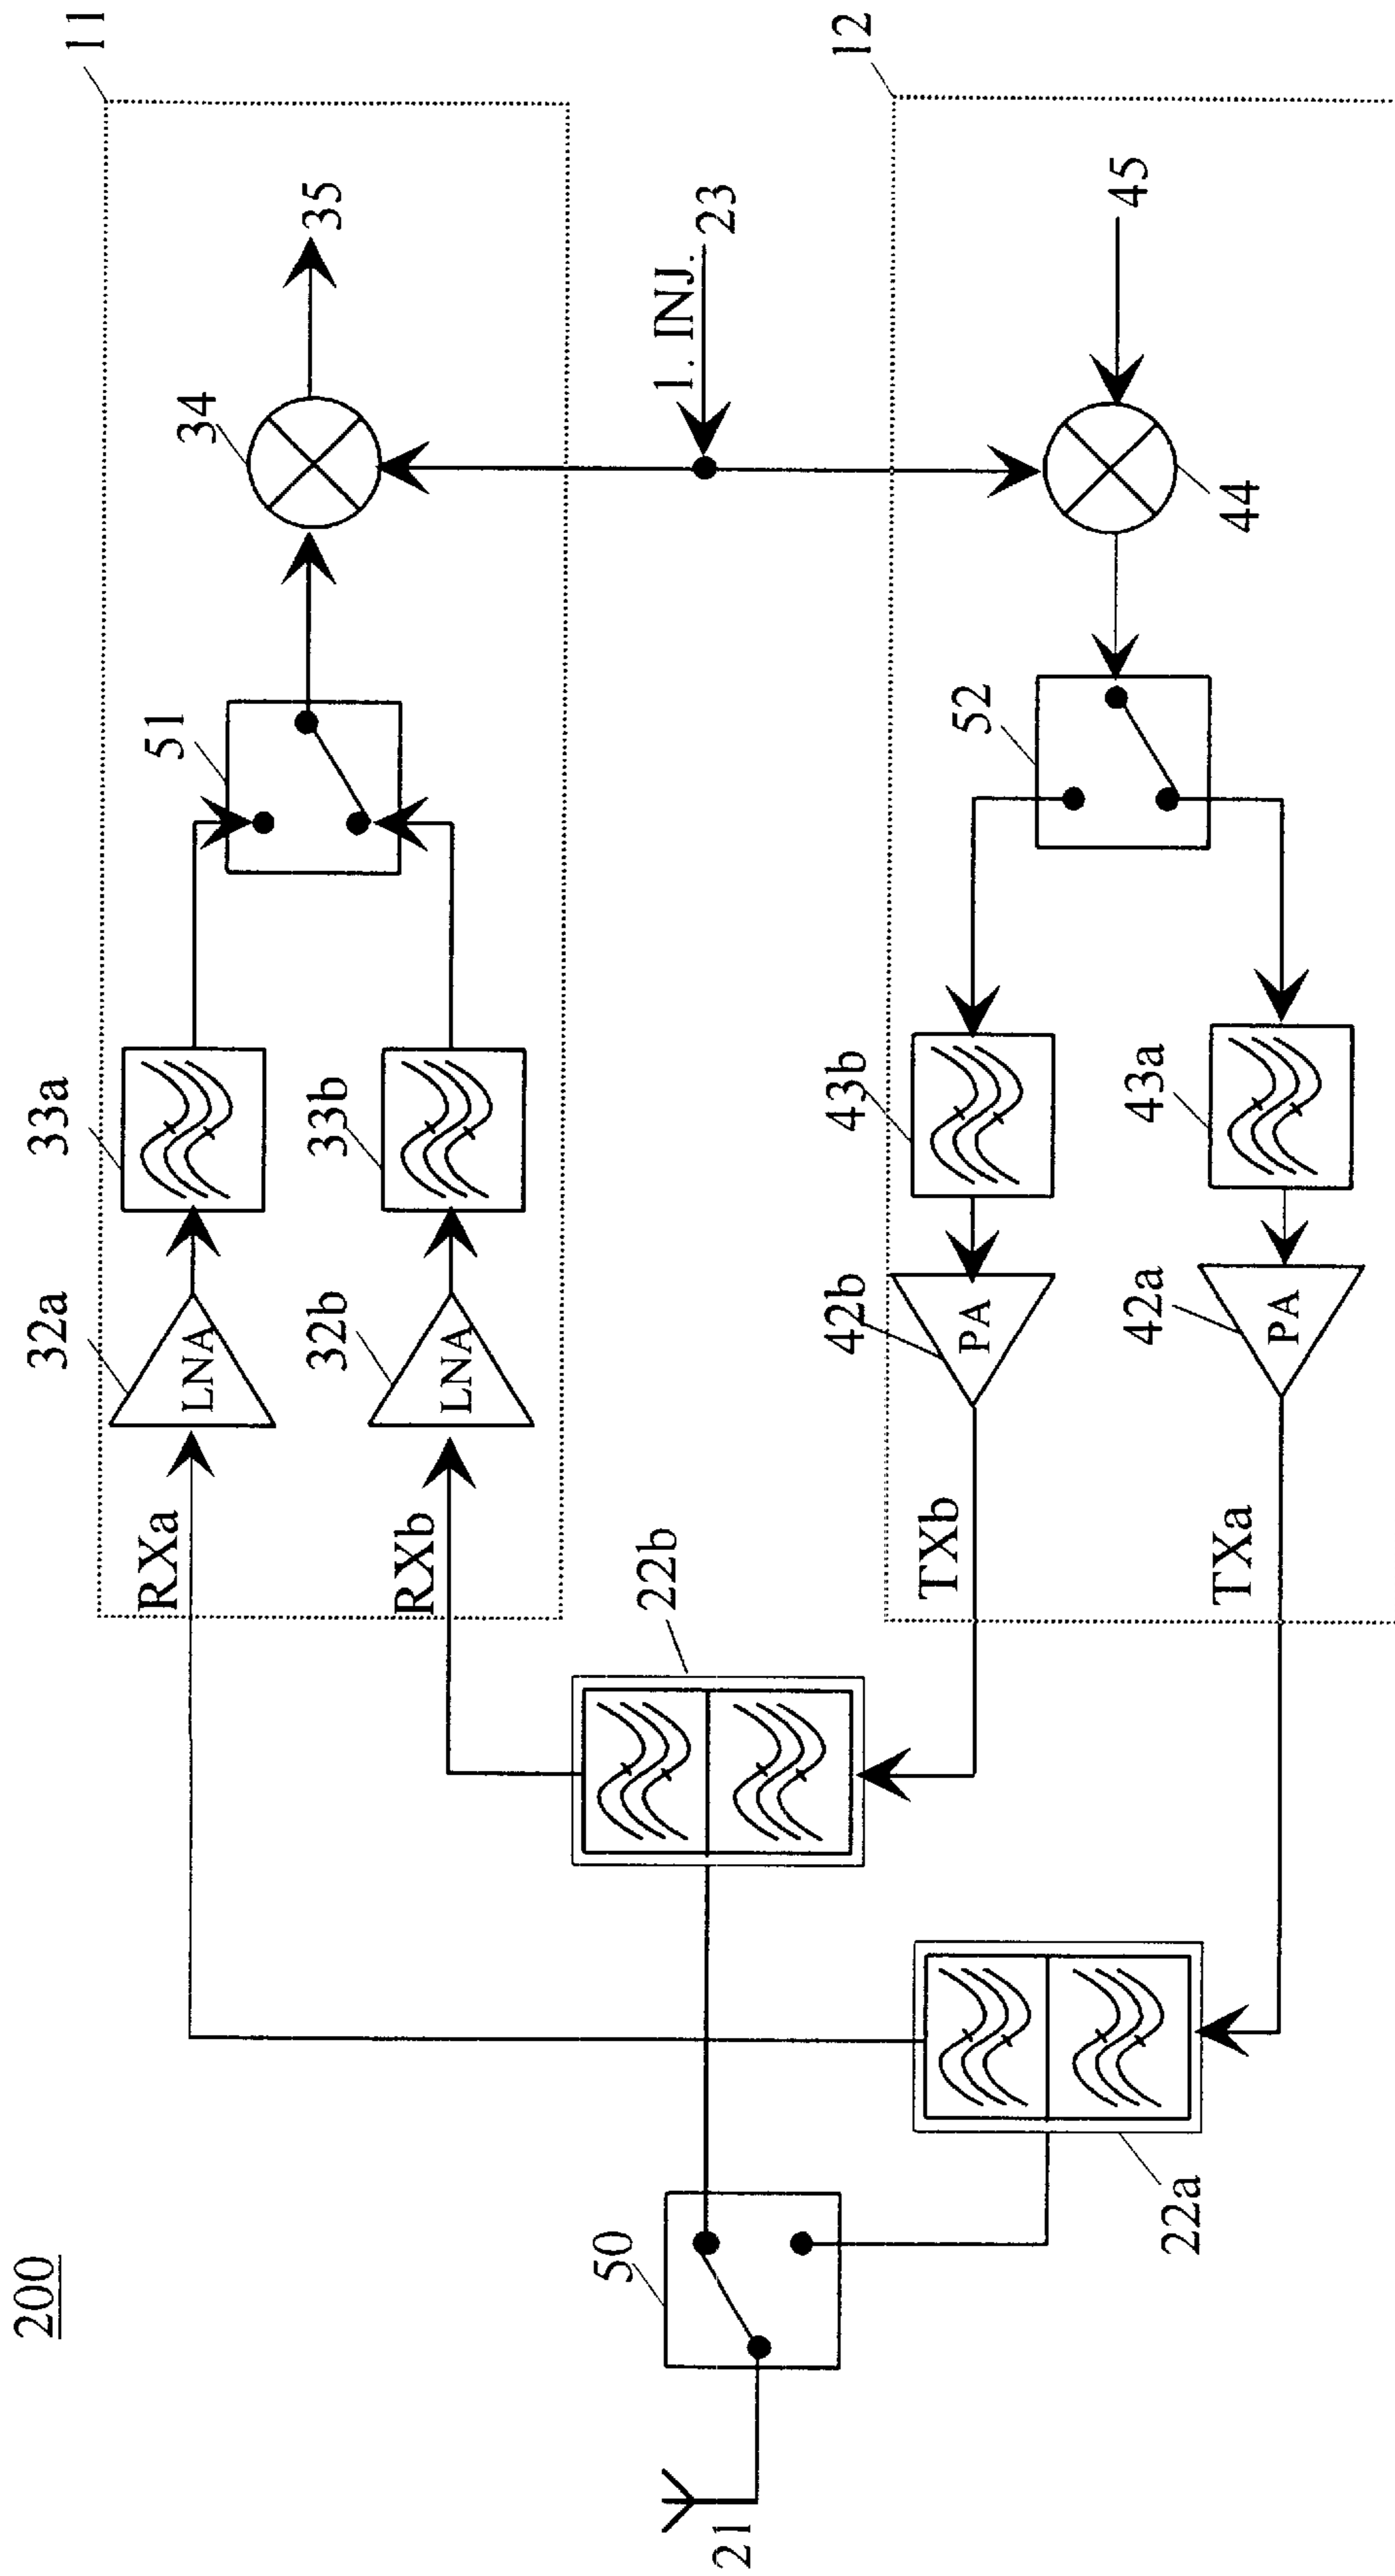 200
11
RXa
32a
LNA
33a
51
34
35
RXb
32b
LNA
33b
1. INJ.
23
21
50
22b
22a
12
TXb
42b
PA
43b
52
44
45
TXa
42a
PA
43a